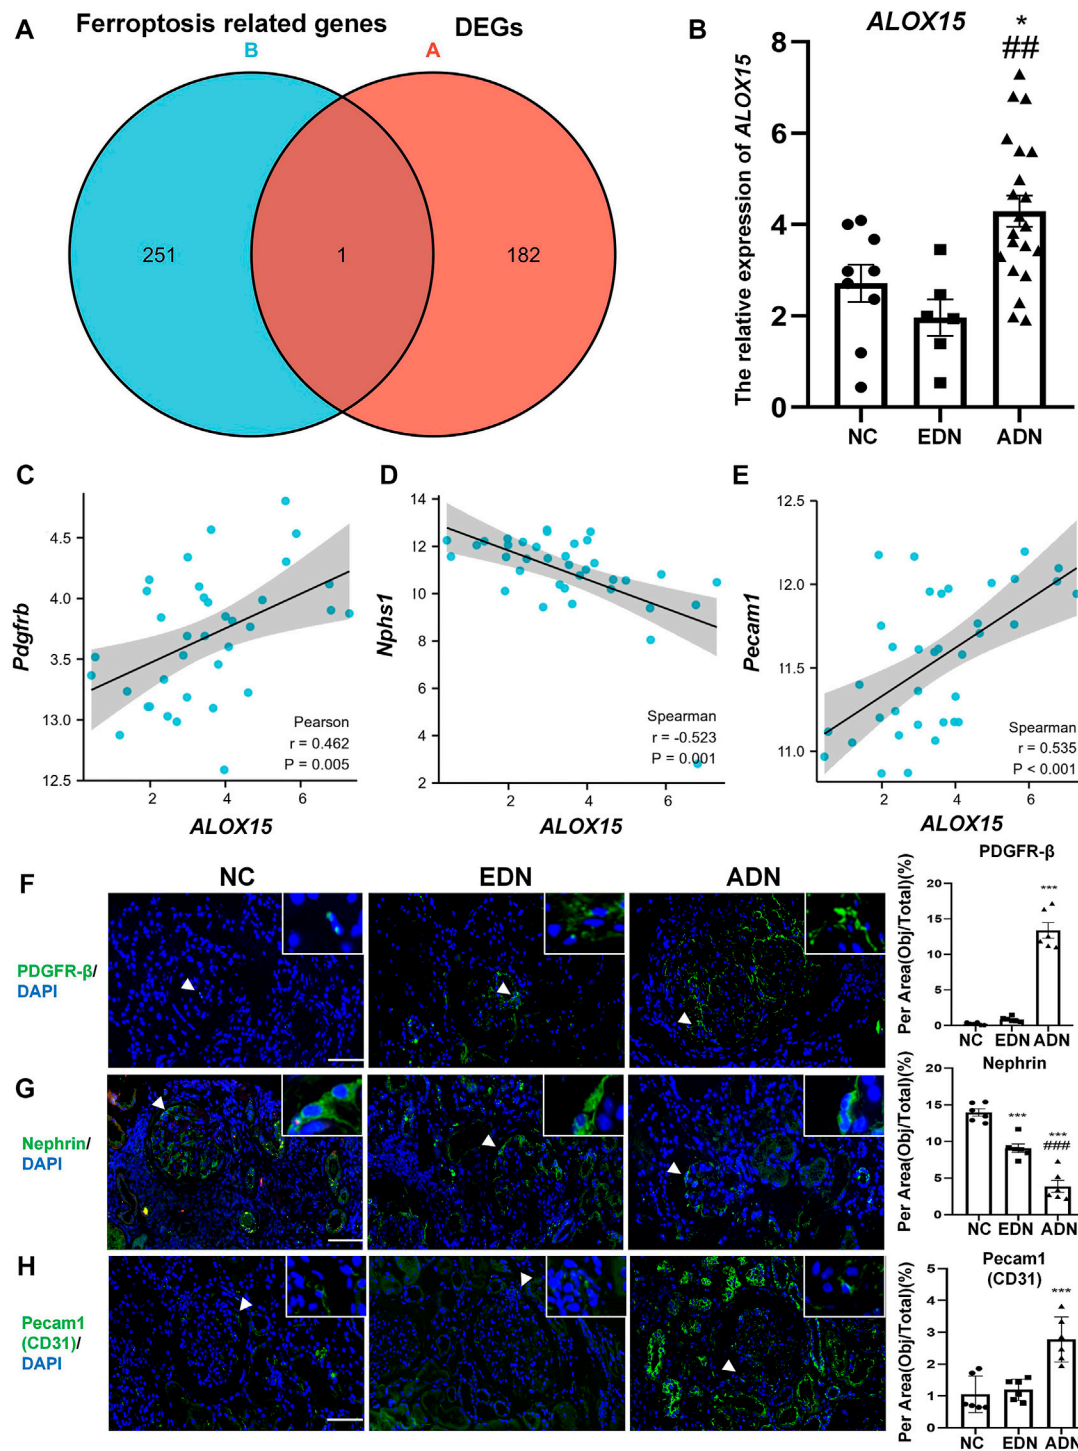 A
Ferroptosis related genes
DEGs
B
A
251
1
182
B
ALOX15
*
##
The relative expression of ALOX15
8
6
4
2
0
NC
EDN
ADN
C
Pdgfrb
4.5
4.0
3.5
13.0
12.5
2
4
6
ALOX15
Pearson
r = 0.462
P = 0.005
D
Nphs1
14
12
10
8
6
4
2
2
4
6
ALOX15
Spearman
r = -0.523
P = 0.001
E
Pecam1
12.5
12.0
11.5
11.0
2
4
6
ALOX15
Spearman
r = 0.535
P < 0.001
F
NC
EDN
ADN
PDGFR-β/
DAPI
PDGFR-β
Per Area(Obj/Total)(%)
20
15
10
5
0
***
NC
EDN
ADN
G
Nephrin/
DAPI
Nephrin
Per Area(Obj/Total)(%)
20
15
10
5
0
***
***
###
NC
EDN
ADN
H
Pecam1
(CD31)/
DAPI
Pecam1
(CD31)
Per Area(Obj/Total)(%)
5
4
3
2
1
0
***
NC
EDN
ADN